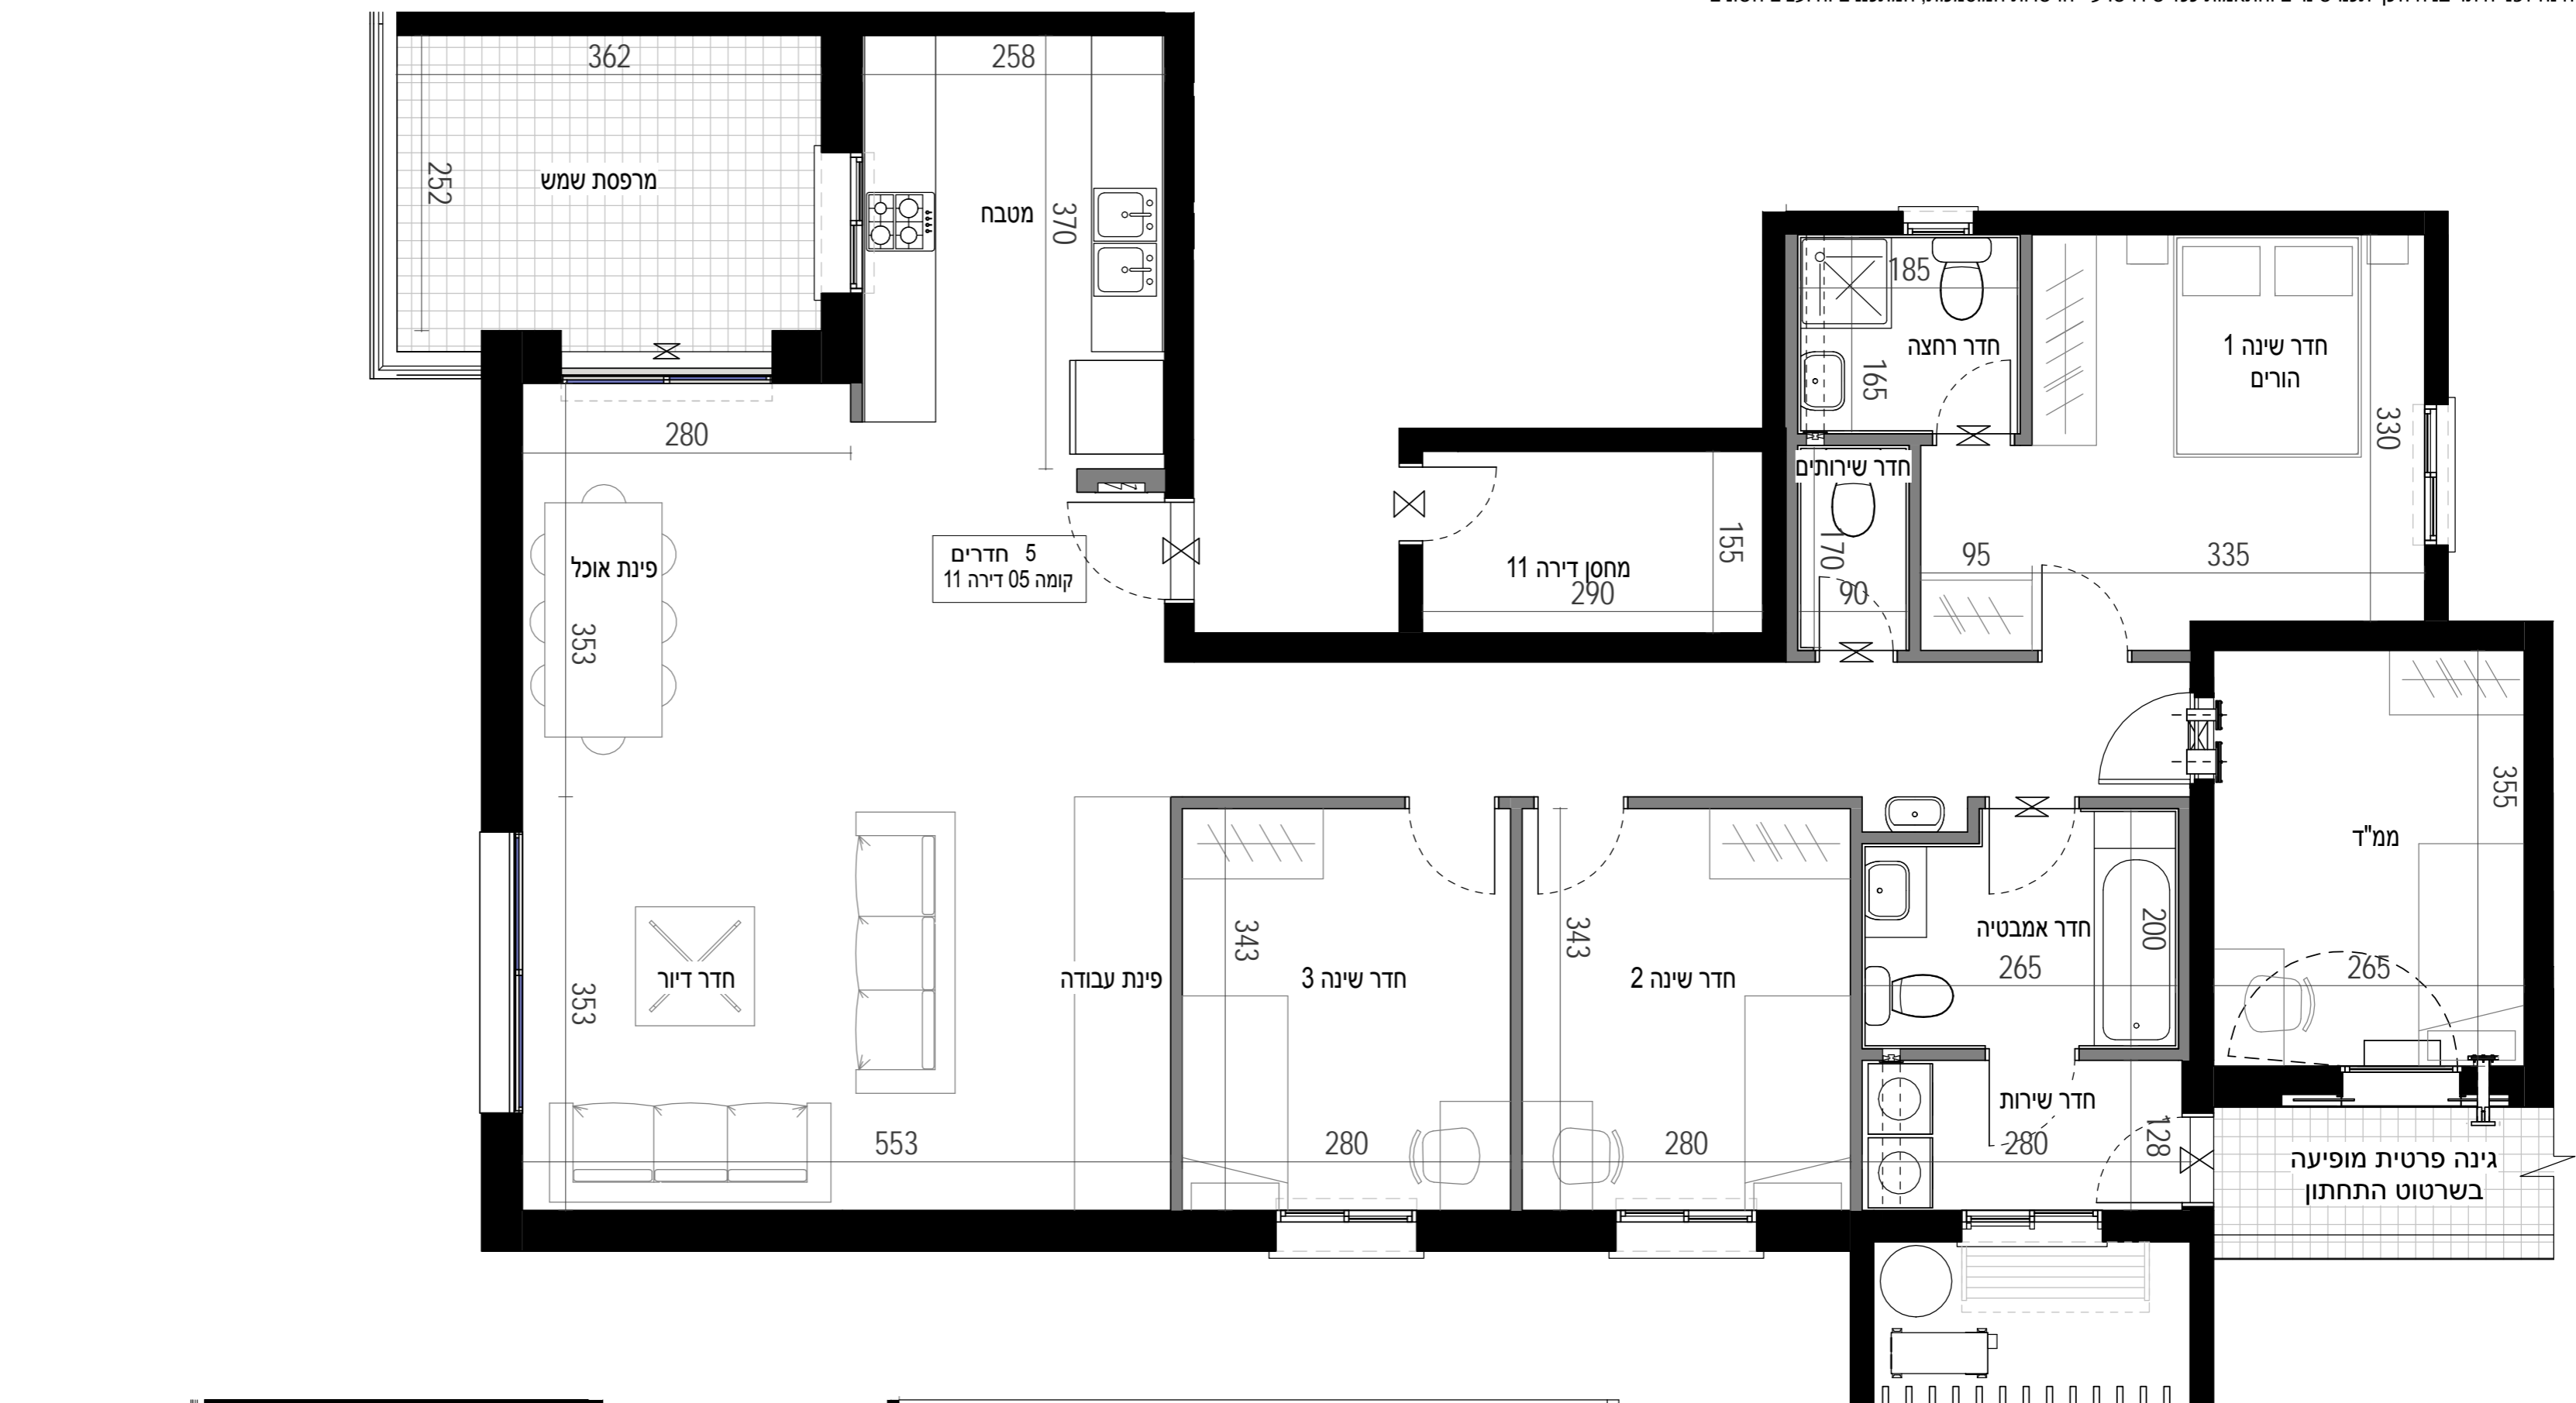 362
258
252
מרפסת שמש
מטבח
370
185
חדר רחצה
165
חדר שינה 1
הורים
330
280
חדר שירותים
170
90
95
335
5 חדרים
קומה 05 דירה 11
מחסן דירה 11
290
155
פינת אוכל
353
353
חדר דיור
פינת עבודה
553
343
חדר שינה 3
280
343
חדר שינה 2
280
חדר אמבטיה
200
265
ממ"ד
355
265
חדר שירות
280
128
גינה פרטית מופיעה
בשרטוט התחתון